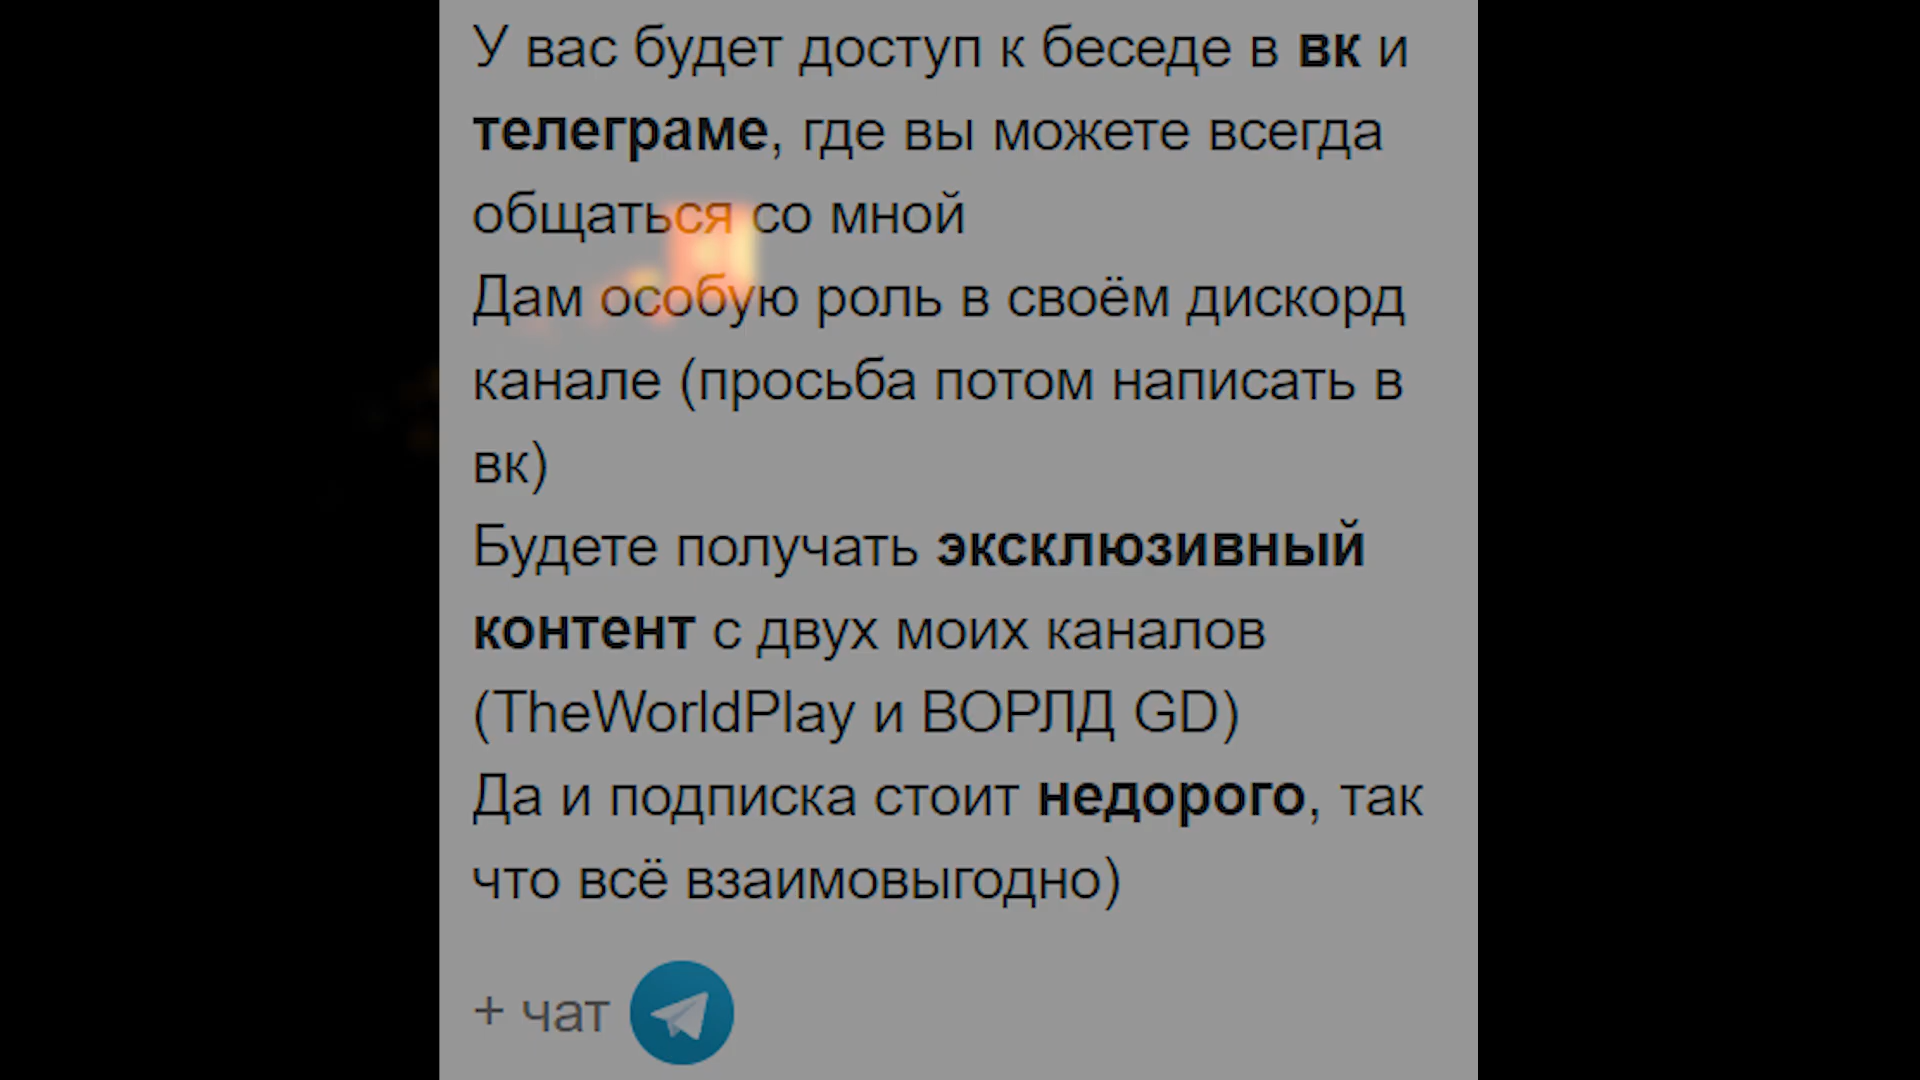 У вас будет доступ к беседе в вк и
телеграме, где вы можете всегда
общаться со мной
Дам особую роль в своём дискорд
канале (просьба потом написать в
вк)
Будете получать эксклюзивный
контент с двух моих каналов
(TheWorldPlay и ВОРЛД GD)
Да и подписка стоит недорого, так
что всё взаимовыгодно)
+ чат